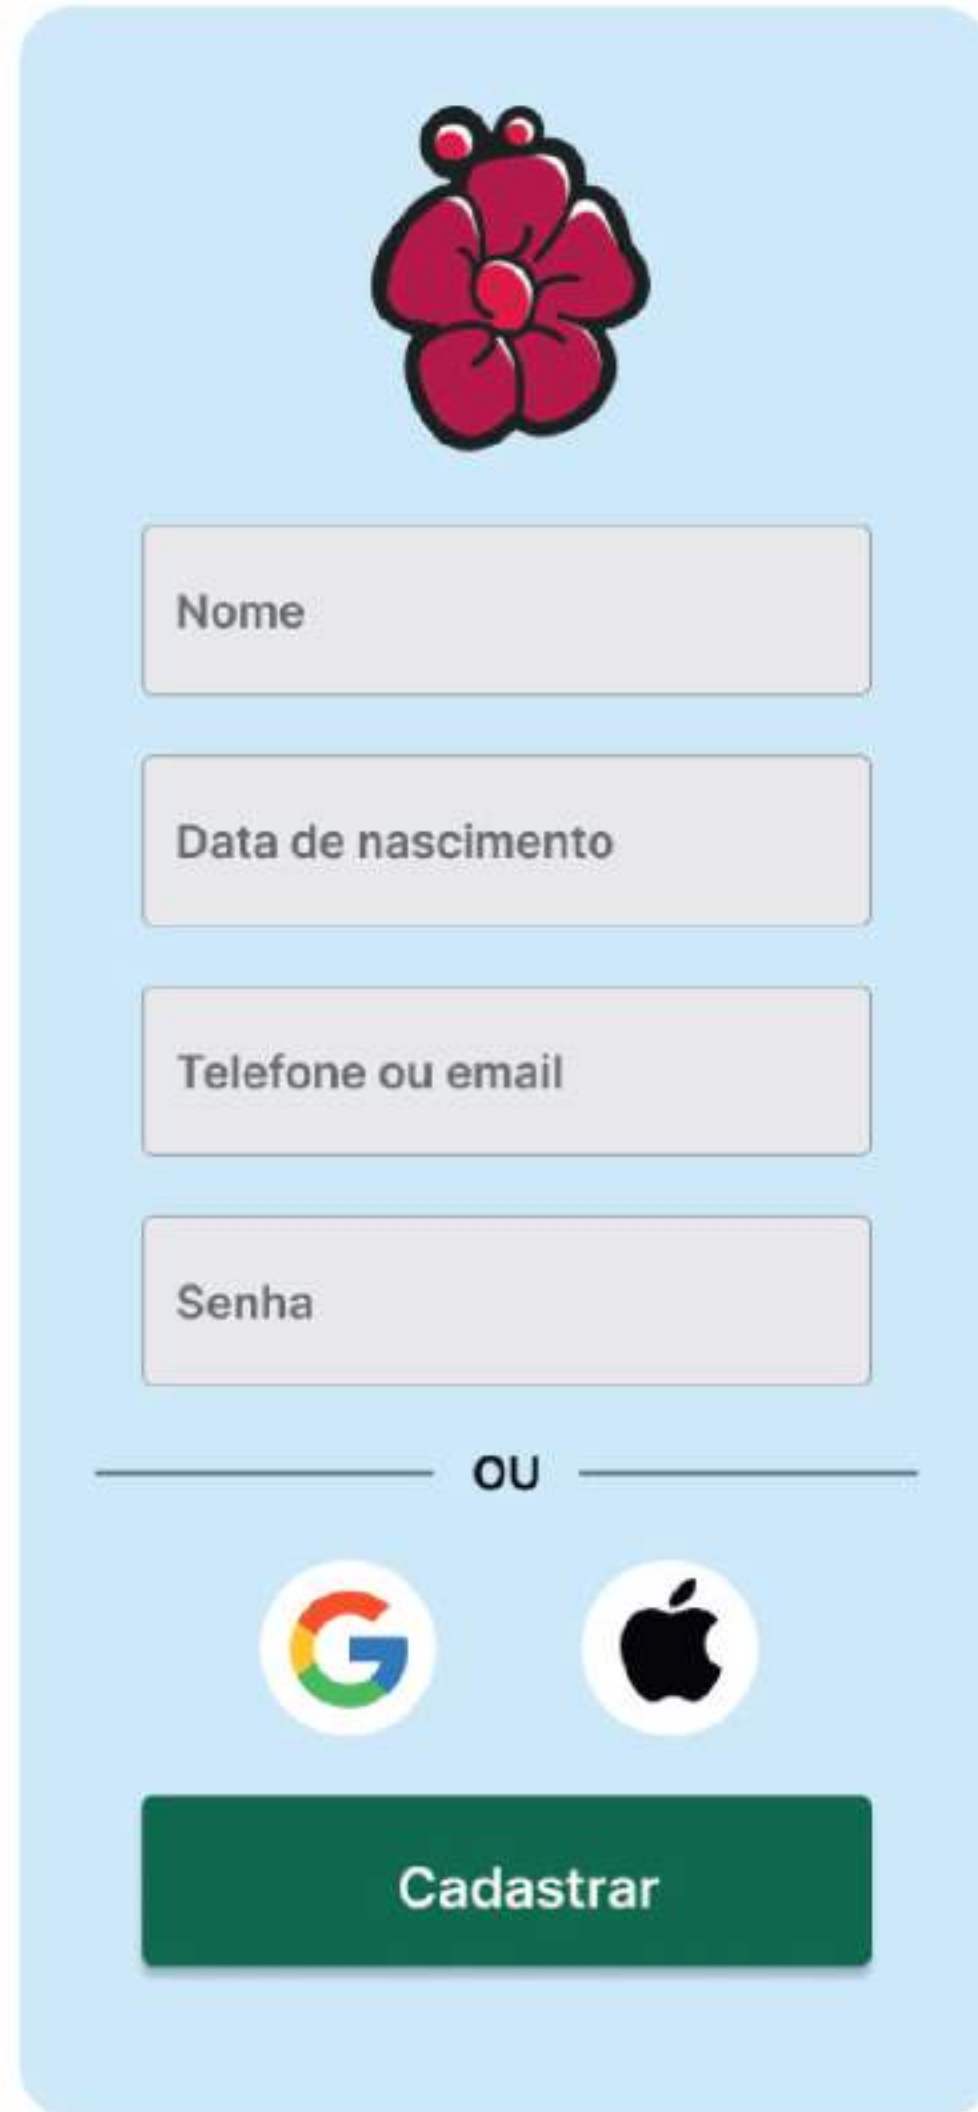 Nome
Data de nascimento
Telefone ou email
Senha
OU
Cadastrar